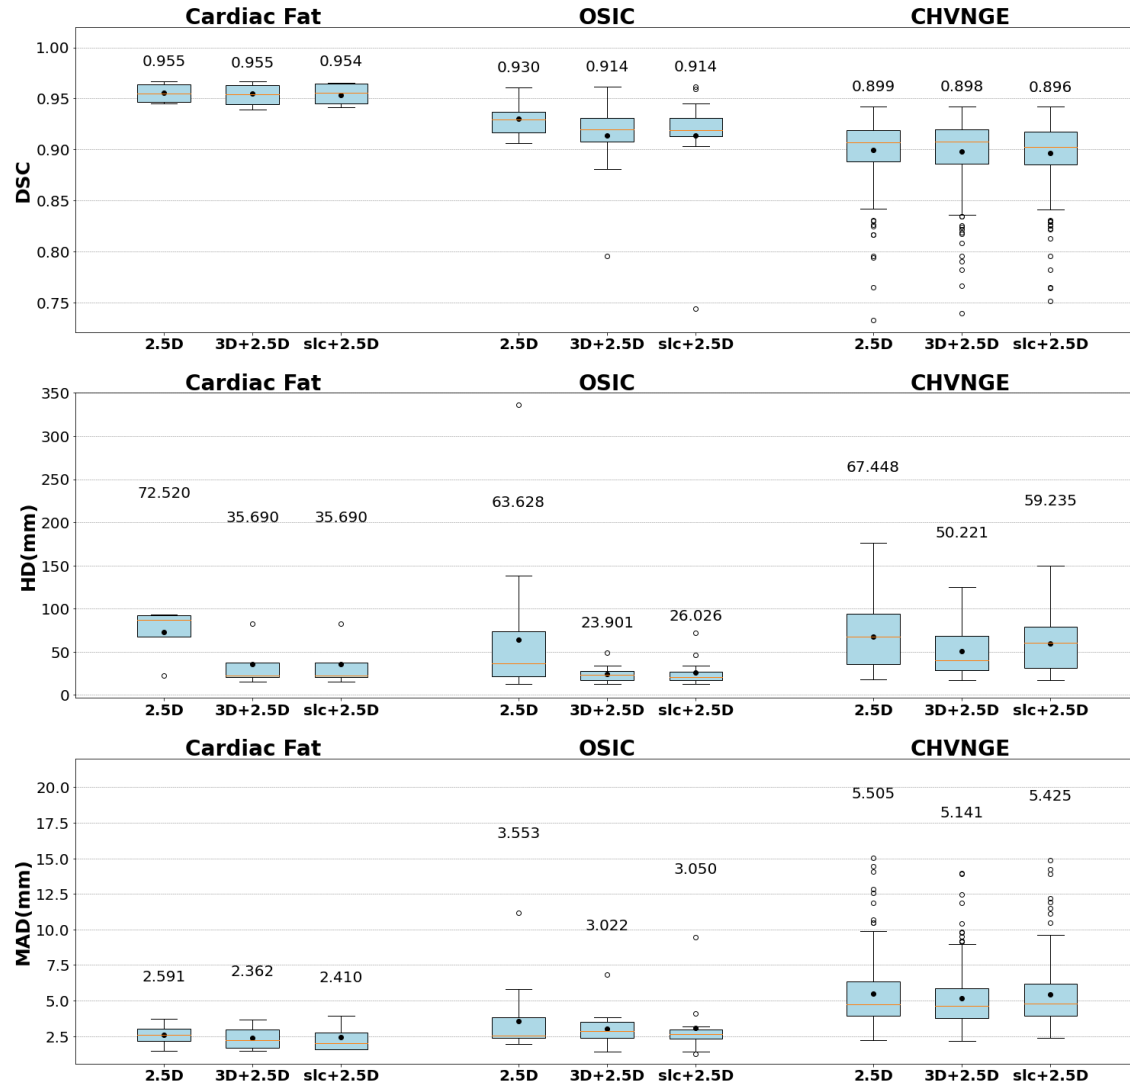 Cardiac Fat OSIC CHVNGE
1.00
0.955 0.955 0.954 0.930 0.914 0.914 0.899 0.898 0.896
0.95
0.90
0.85
0.80
0.75
DSC
2.5D 3D+2.5D slc+2.5D 2.5D 3D+2.5D slc+2.5D 2.5D 3D+2.5D slc+2.5D
Cardiac Fat OSIC CHVNGE
350
300
250
200
150
100
50
0
HD(mm)
72.520 35.690 35.690 63.628 23.901 26.026 67.448 50.221 59.235
2.5D 3D+2.5D slc+2.5D 2.5D 3D+2.5D slc+2.5D 2.5D 3D+2.5D slc+2.5D
Cardiac Fat OSIC CHVNGE
20.0
17.5
15.0
12.5
10.0
7.5
5.0
2.5
MAD(mm)
2.591 2.362 2.410 3.553 3.022 3.050 5.505 5.141 5.425
2.5D 3D+2.5D slc+2.5D 2.5D 3D+2.5D slc+2.5D 2.5D 3D+2.5D slc+2.5D